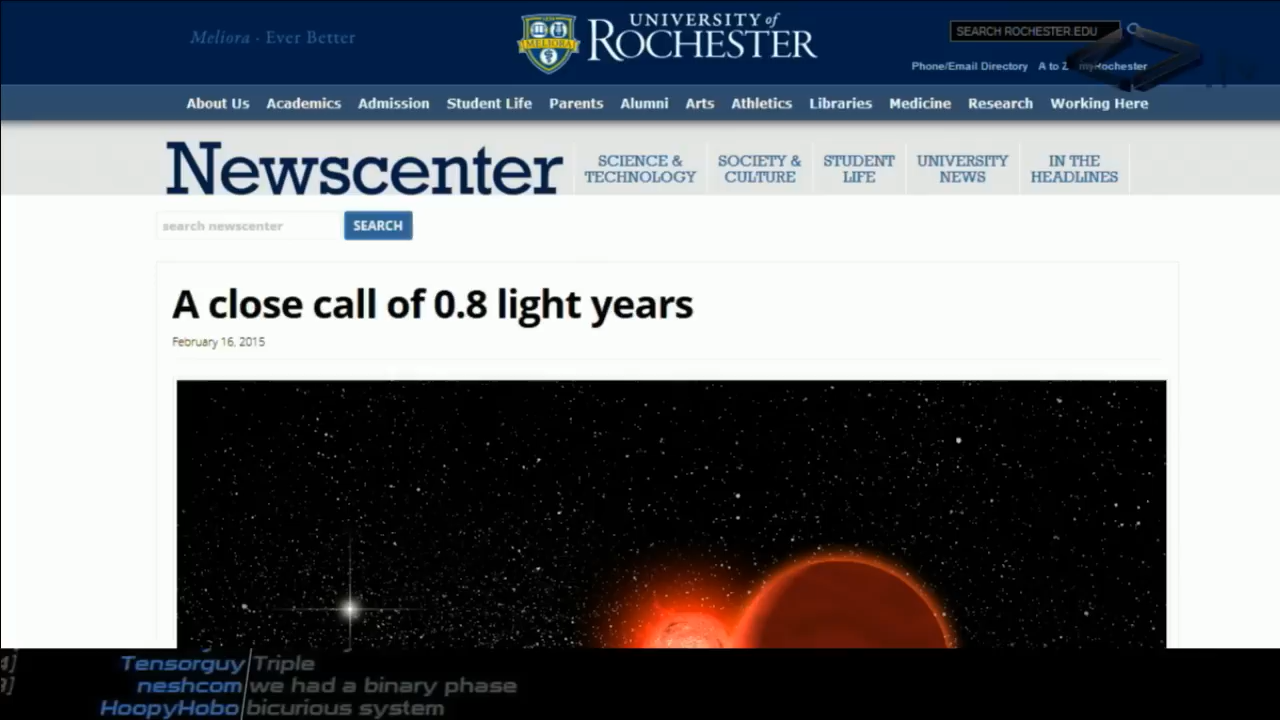 Meliora · Ever Better
UNIVERSITY of
ROCHESTER
MELIORA
SEARCH ROCHESTER.EDU
Phone/Email Directory A to Z myRochester
About Us Academics Admission Student Life Parents Alumni Arts Athletics Libraries Medicine Research Working Here
Newscenter
SCIENCE &
TECHNOLOGY
SOCIETY &
CULTURE
STUDENT
LIFE
UNIVERSITY
NEWS
IN THE
HEADLINES
search newscenter SEARCH
A close call of 0.8 light years
February 16, 2015
4] Tensorguy Triple
neshcom we had a binary phase
HoopyHobo bicurious system